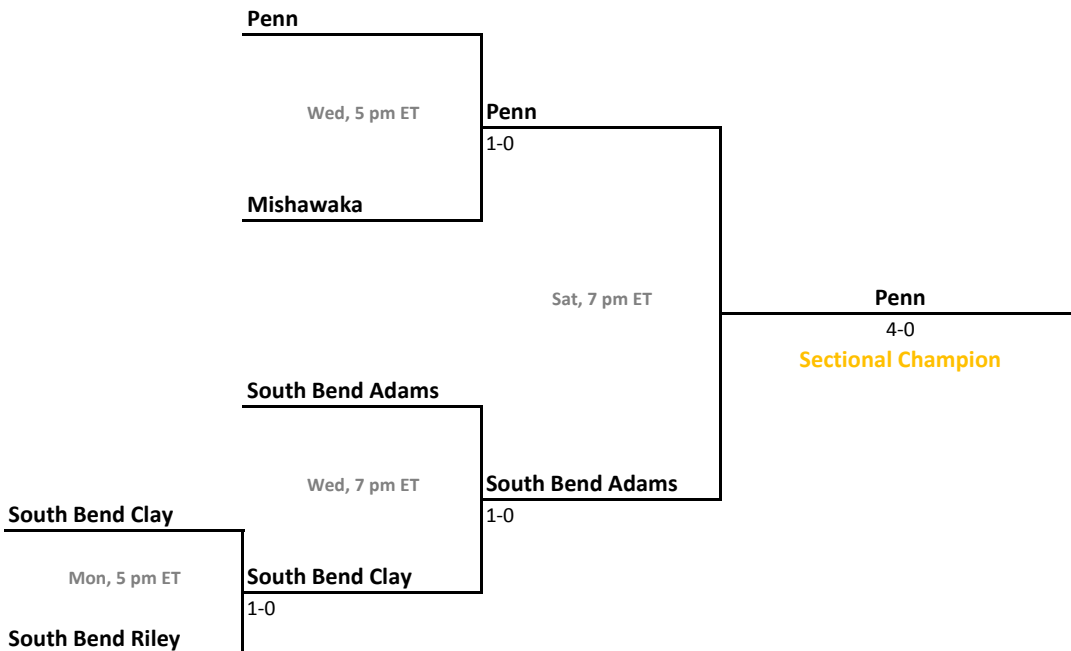 Penn
Wed, 5 pm ET
Penn
1-0
Mishawaka
Sat, 7 pm ET
Penn
4-0
Sectional Champion
South Bend Adams
Wed, 7 pm ET
South Bend Adams
1-0
South Bend Clay
Mon, 5 pm ET
South Bend Clay
1-0
South Bend Riley